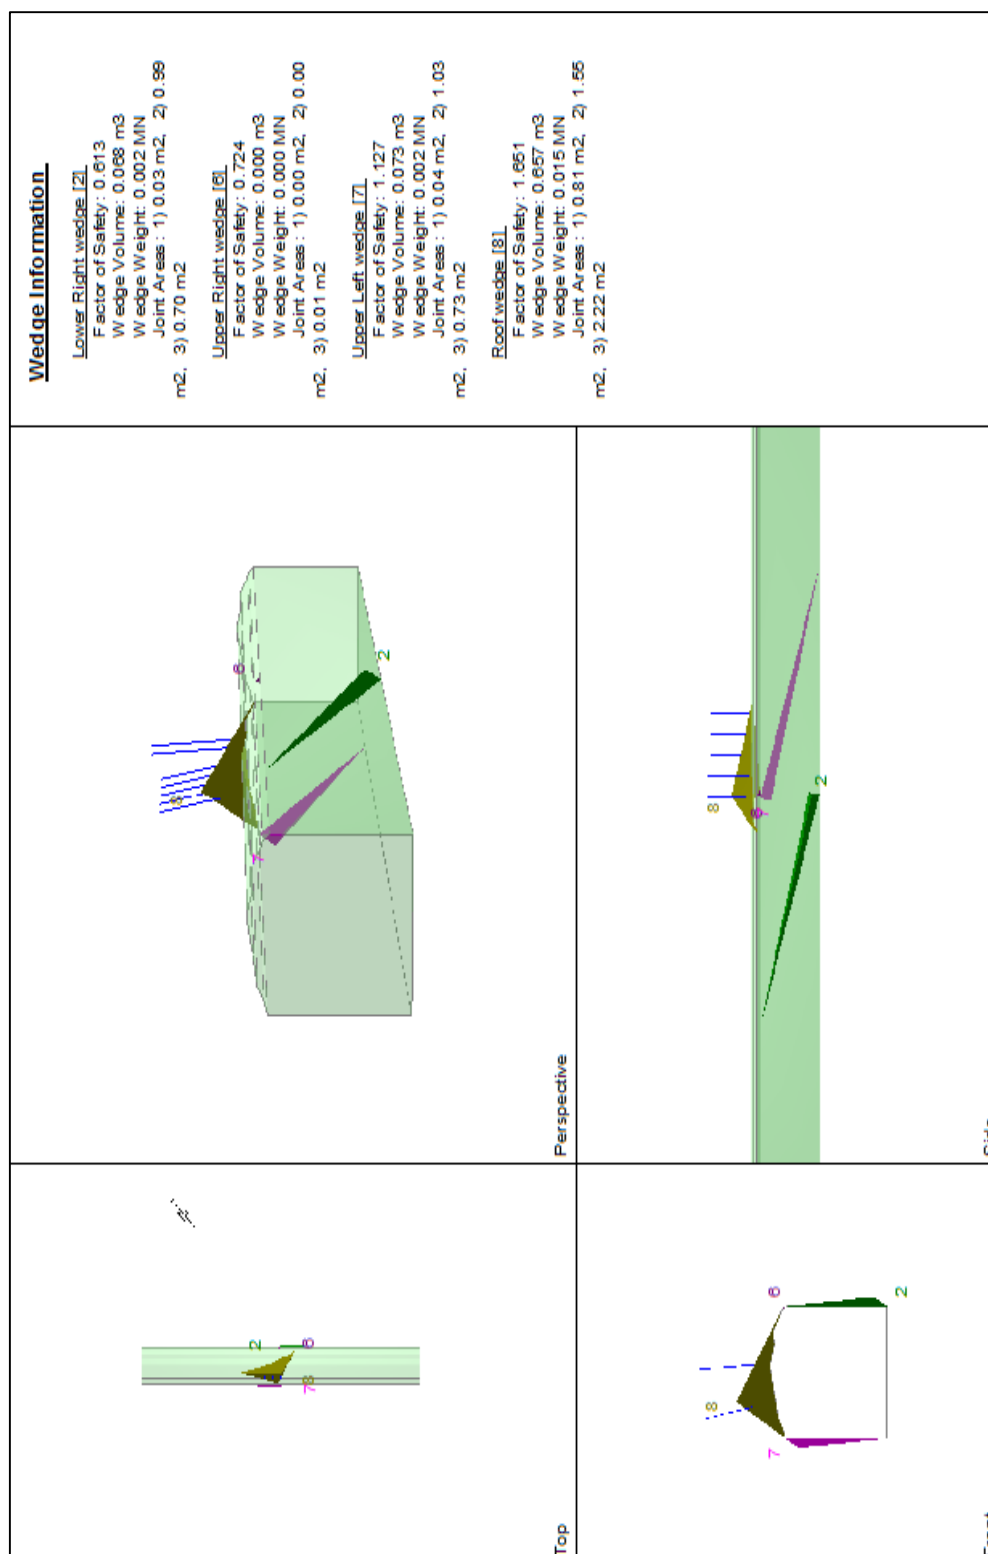 Wedge Information
Lower Right wedge [2]
Factor of Safety: 0.613
Wedge Volume: 0.068 m3
Wedge Weight: 0.002 MN
Joint Areas : 1) 0.03 m2, 2) 0.99
m2, 3) 0.70 m2
Upper Right wedge [6]
Factor of Safety: 0.724
Wedge Volume: 0.000 m3
Wedge Weight: 0.000 MN
Joint Areas : 1) 0.00 m2, 2) 0.00
m2, 3) 0.01 m2
Upper Left wedge [7]
Factor of Safety: 1.127
Wedge Volume: 0.073 m3
Wedge Weight: 0.002 MN
Joint Areas : 1) 0.04 m2, 2) 1.03
m2, 3) 0.73 m2
Roof wedge [8]
Factor of Safety: 1.651
Wedge Volume: 0.657 m3
Wedge Weight: 0.015 MN
Joint Areas : 1) 0.81 m2, 2) 1.55
m2, 3) 2.22 m2
Top
2
6
7
8
Perspective
8
6
7
2
Front
8
6
7
2
Side
8
6
7
2